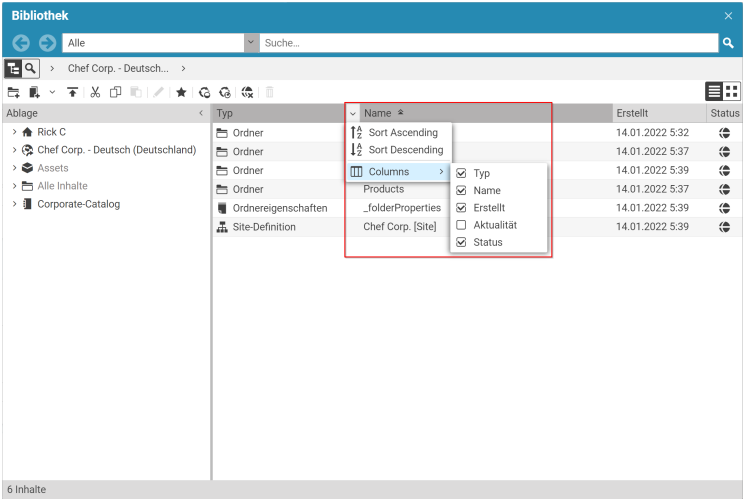 Bibliothek
Alle
Suche...
Chef Corp. - Deutsch...
Ablage
Typ
Name
Erstellt
Status
Rick C
Chef Corp. - Deutsch (Deutschland)
Assets
Alle Inhalte
Corporate-Catalog
Ordner
14.01.2022 5:32
Ordner
14.01.2022 5:37
Ordner
14.01.2022 5:39
Ordner
Products
14.01.2022 5:37
Ordnereigenschaften
_folderProperties
14.01.2022 5:39
Site-Definition
Chef Corp. [Site]
14.01.2022 5:39
Sort Ascending
Sort Descending
Columns
Typ
Name
Erstellt
Aktualität
Status
6 Inhalte